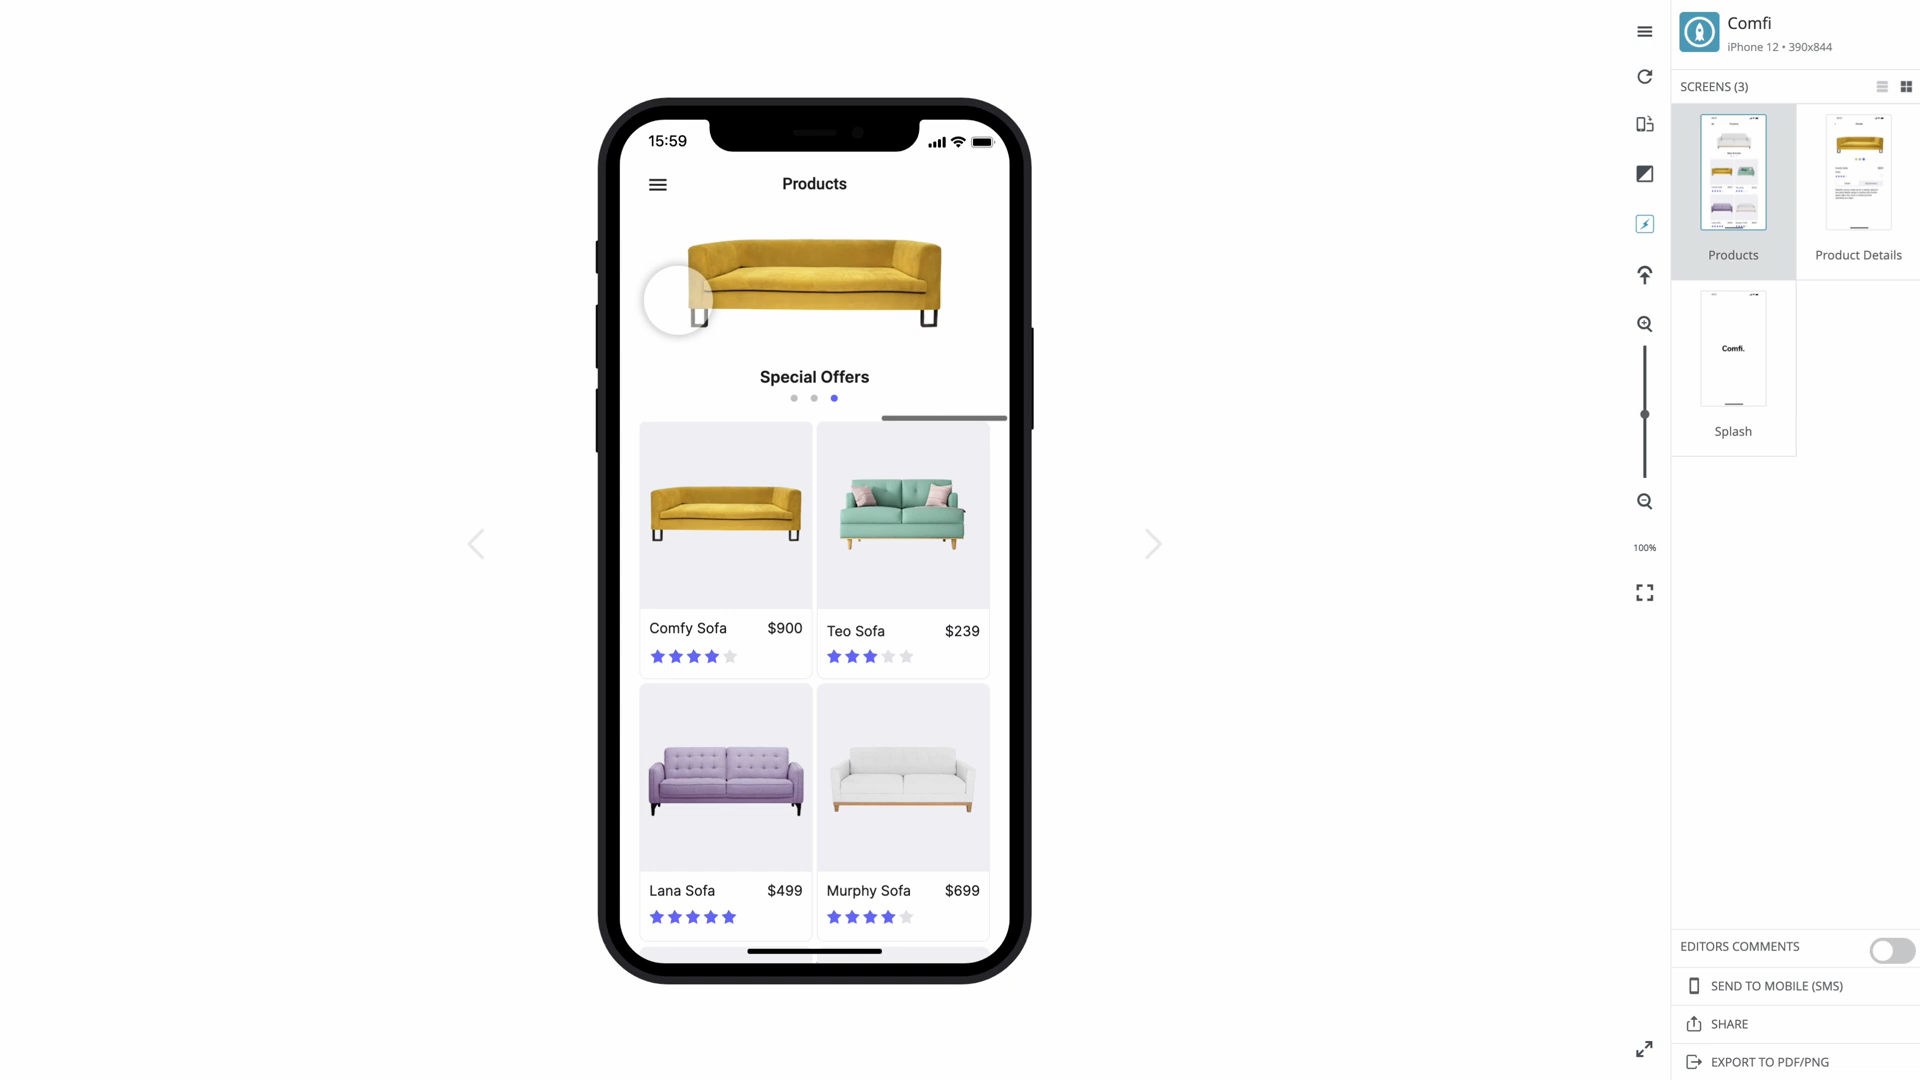 Comfi
iPhone 12 • 390x844
SCREENS (3)
15:59
Products
Special Offers
Comfy Sofa $900
Teo Sofa $239
Lana Sofa $499
Murphy Sofa $699
100%
Products
Product Details
Comfi.
Splash
EDITORS COMMENTS
SEND TO MOBILE (SMS)
SHARE
EXPORT TO PDF/PNG